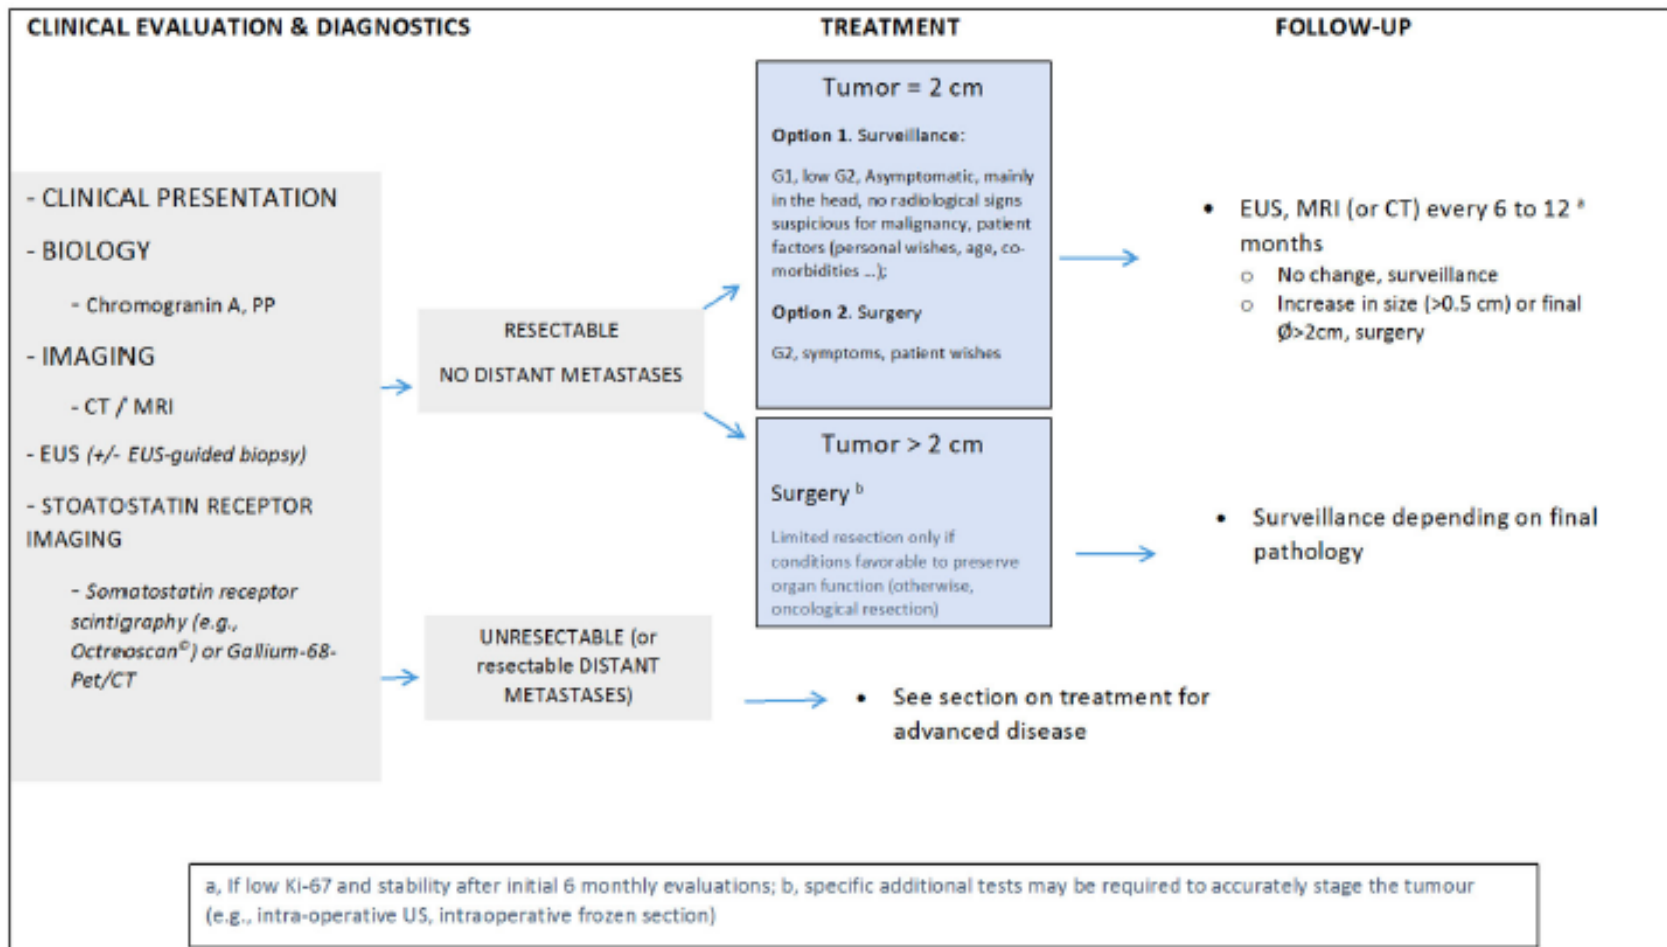 CLINICAL EVALUATION & DIAGNOSTICS
TREATMENT
FOLLOW-UP
- CLINICAL PRESENTATION
- BIOLOGY
- Chromogranin A, PP
- IMAGING
- CT / MRI
- EUS (+/- EUS-guided biopsy)
- STOATOSTATIN RECEPTOR
IMAGING
- Somatostatin receptor
scintigraphy (e.g.,
Octreoscan©) or Gallium-68-
Pet/CT
RESECTABLE
NO DISTANT METASTASES
UNRESECTABLE (or
resectable DISTANT
METASTASES)
Tumor = 2 cm
Option 1. Surveillance:
G1, low G2, Asymptomatic, mainly
in the head, no radiological signs
suspicious for malignancy, patient
factors (personal wishes, age, co-
morbidities ...);
Option 2. Surgery
G2, symptoms, patient wishes
Tumor > 2 cm
Surgery b
Limited resection only if
conditions favorable to preserve
organ function (otherwise,
oncological resection)
• See section on treatment for
advanced disease
• EUS, MRI (or CT) every 6 to 12 a
months
o No change, surveillance
o Increase in size (>0.5 cm) or final
Ø>2cm, surgery
• Surveillance depending on final
pathology
a, If low Ki-67 and stability after initial 6 monthly evaluations; b, specific additional tests may be required to accurately stage the tumour
(e.g., intra-operative US, intraoperative frozen section)